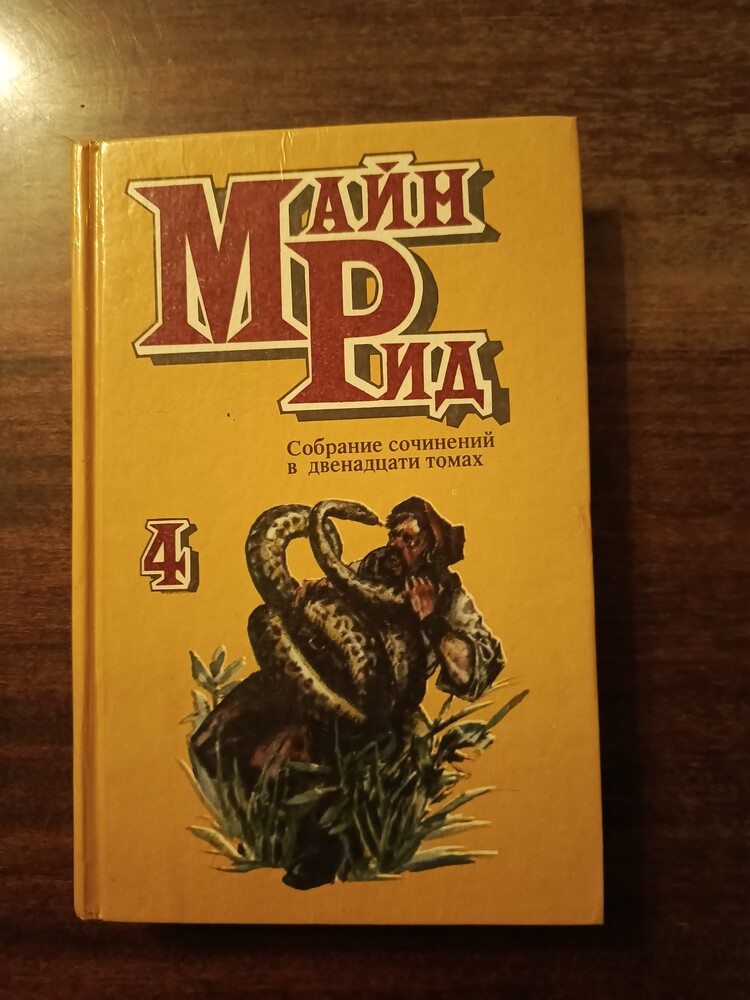 МАЙН
РИД
Собрание сочинений
в двенадцати томах
4